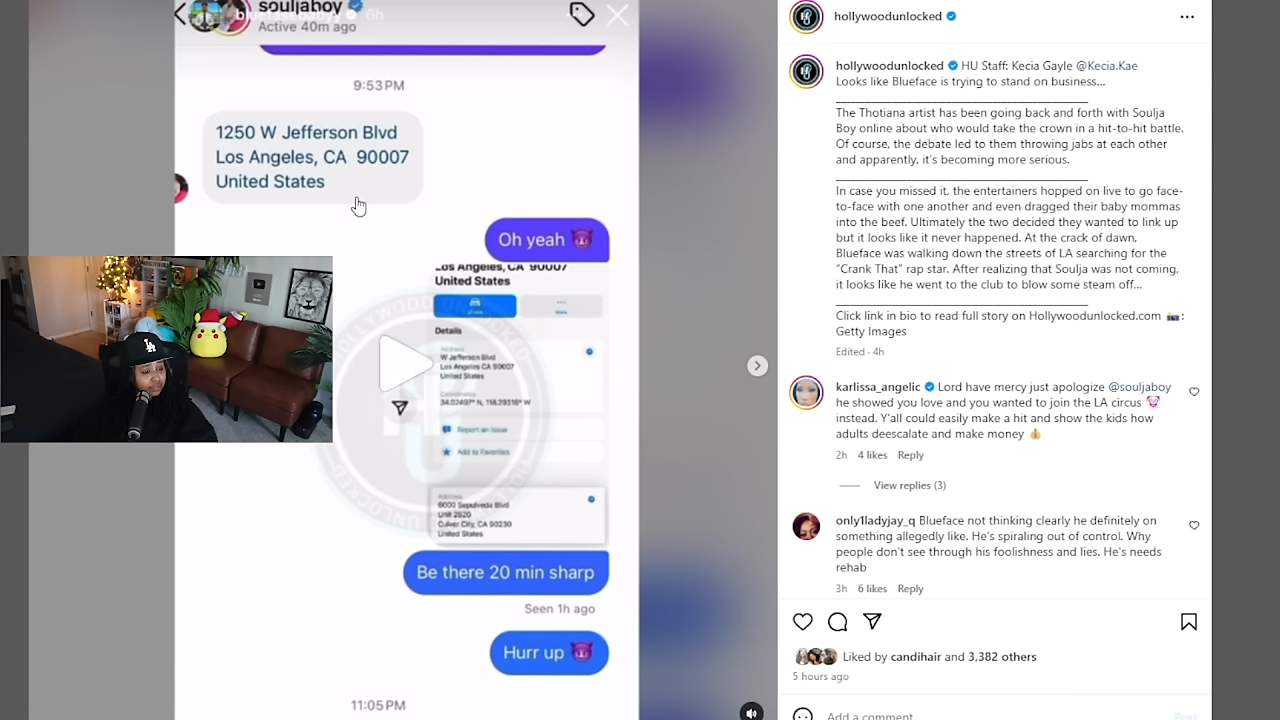 bluefasebabyy 6h
souljaboy
Active 40m ago
9:53 PM
1250 W Jefferson Blvd
Los Angeles, CA 90007
United States
Oh yeah 😈
Los Angeles, CA 90007
United States
Details
Address
W Jefferson Blvd
Los Angeles CA 90007
United States
Coordinates
Report an Issue
Add to Favorites
Address
6000 Sepulveda Blvd
Unit 2820
Culver City, CA 90230
United States
Be there 20 min sharp
Seen 1h ago
Hurr up 😈
11:05 PM
LA
hollywoodunlocked
hollywoodunlocked HU Staff: Kecia Gayle @Kecia.Kae
Looks like Blueface is trying to stand on business...
The Thotiana artist has been going back and forth with Soulja
Boy online about who would take the crown in a hit-to-hit battle.
Of course, the debate led to them throwing jabs at each other
and apparently, it's becoming more serious.
In case you missed it, the entertainers hopped on live to go face-
to-face with one another and even dragged their baby mommas
into the beef. Ultimately the two decided they wanted to link up
but it looks like it never happened. At the crack of dawn,
Blueface was walking down the streets of LA searching for the
“Crank That” rap star. After realizing that Soulja was not coming,
it looks like he went to the club to blow some steam off...
Click link in bio to read full story on Hollywoodunlocked.com 📸:
Getty Images
Edited · 4h
karlissa_angelic Lord have mercy just apologize @souljaboy
he showed you love and you wanted to join the LA circus 🤡
instead. Y'all could easily make a hit and show the kids how
adults deescalate and make money 💰
2h 4 likes Reply
View replies (3)
only1ladyjay_q Blueface not thinking clearly he definitely on
something allegedly like. He's spiraling out of control. Why
people don't see through his foolishness and lies. He's needs
rehab
3h 6 likes Reply
Liked by candihair and 3,382 others
5 hours ago
Add a comment...
Post